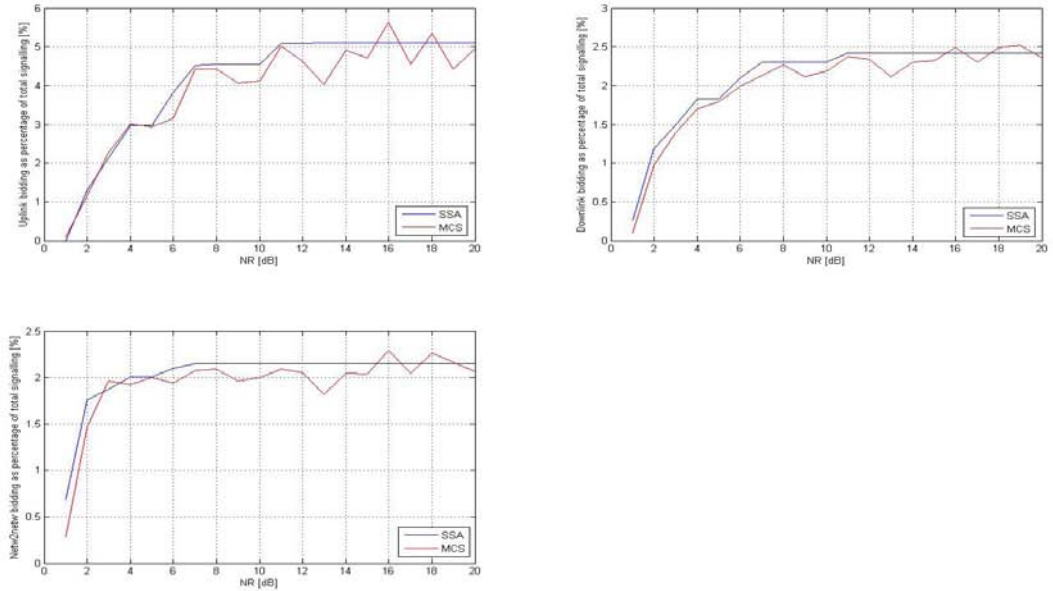 Uplink bidding as percentage of total signalling [%]
6
5
4
3
2
1
0
0 2 4 6 8 10 12 14 16 18 20
NR [dB]
SSA
MCS
Downlink bidding as percentage of total signalling [%]
3
2.5
2
1.5
1
0.5
0
0 2 4 6 8 10 12 14 16 18 20
NR [dB]
SSA
MCS
Netw2netw bidding as percentage of total signalling [%]
2.5
2
1.5
1
0.5
0
0 2 4 6 8 10 12 14 16 18 20
NR [dB]
SSA
MCS